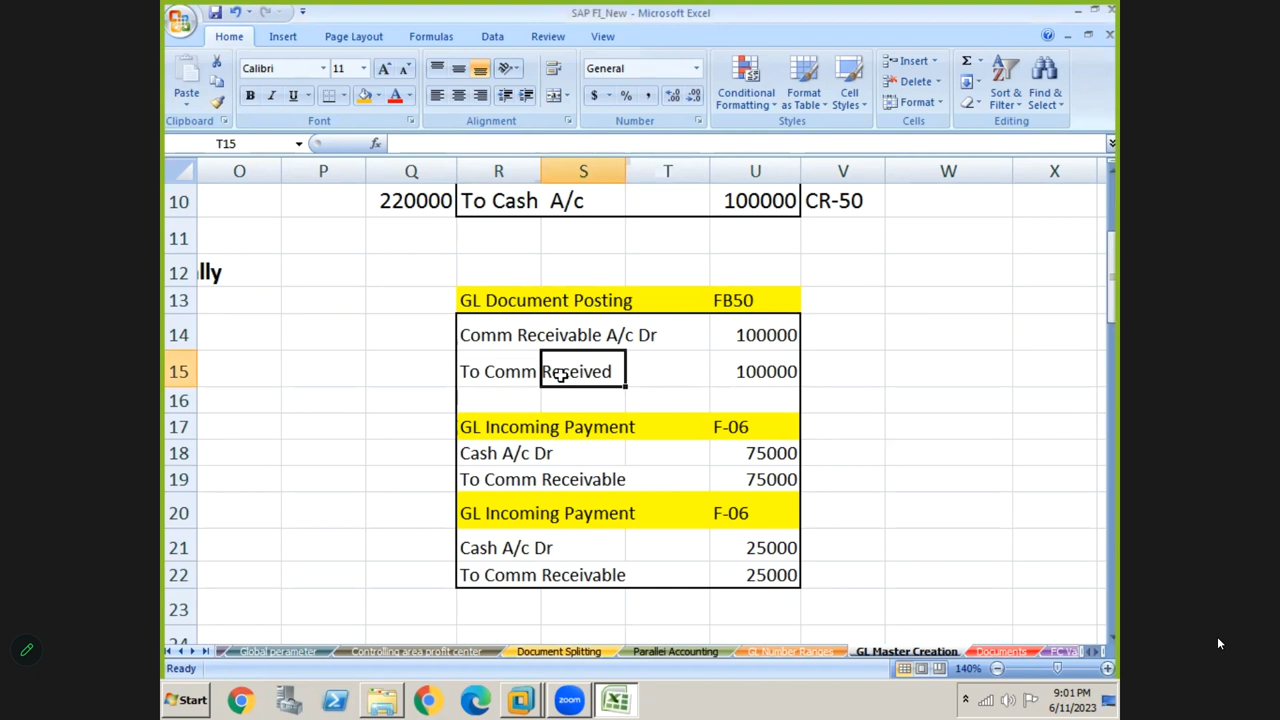 SAP FI_New - Microsoft Excel
Home Insert Page Layout Formulas Data Review View
Paste
Calibri 11
B I U
General
$ % ,
Conditional Formatting
Format as Table
Cell Styles
Insert
Delete
Format
Sort & Filter
Find & Select
Clipboard Font Alignment Number Styles Cells Editing
T15 fx
O P Q R S T U V W X
10 220000 To Cash A/c 100000 CR-50
11
12 lly
13 GL Document Posting FB50
14 Comm Receivable A/c Dr 100000
15 To Comm Received 100000
16
17 GL Incoming Payment F-06
18 Cash A/c Dr 75000
19 To Comm Receivable 75000
20 GL Incoming Payment F-06
21 Cash A/c Dr 25000
22 To Comm Receivable 25000
23
24
Global perameter Controlling area profit center Document Splitting Parallel Accounting GL Number Ranges GL Master Creation Documents FC Va
Ready 140%
Start zoom 9:01 PM
6/11/2023